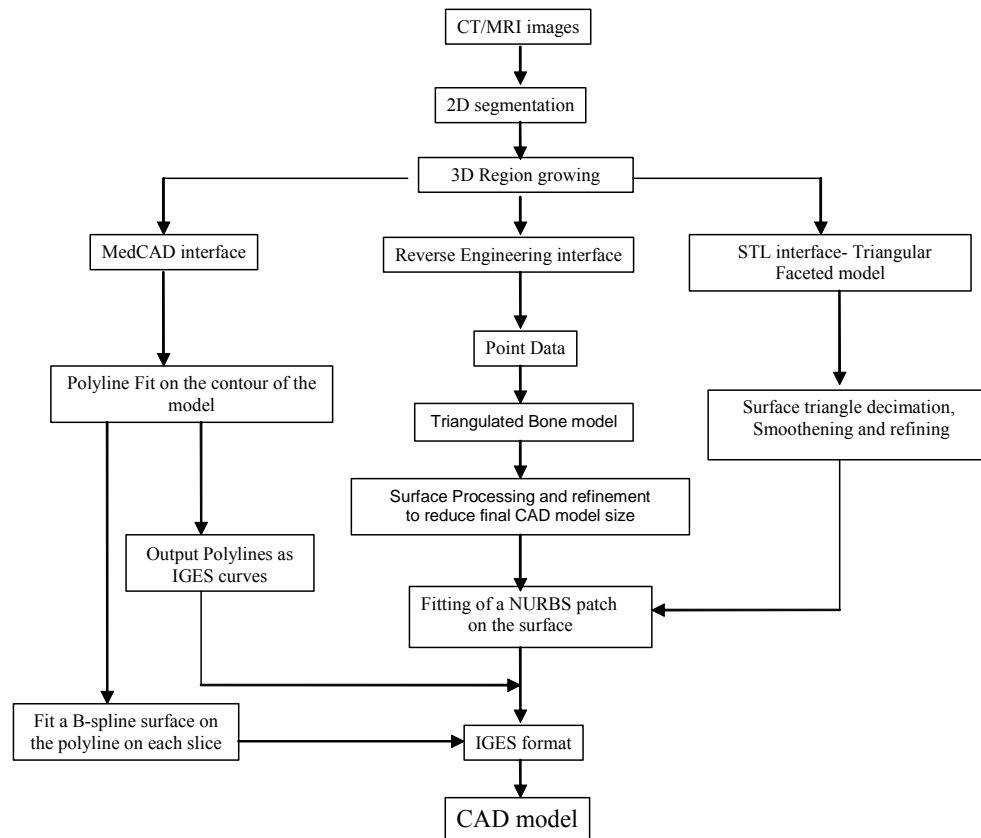 CT/MRI images
2D segmentation
3D Region growing
MedCAD interface
Reverse Engineering interface
STL interface- Triangular
Faceted model
Point Data
Polyline Fit on the contour of the
model
Triangulated Bone model
Surface triangle decimation,
Smoothening and refining
Surface Processing and refinement
to reduce final CAD model size
Output Polylines as
IGES curves
Fitting of a NURBS patch
on the surface
Fit a B-spline surface on
the polyline on each slice
IGES format
CAD model